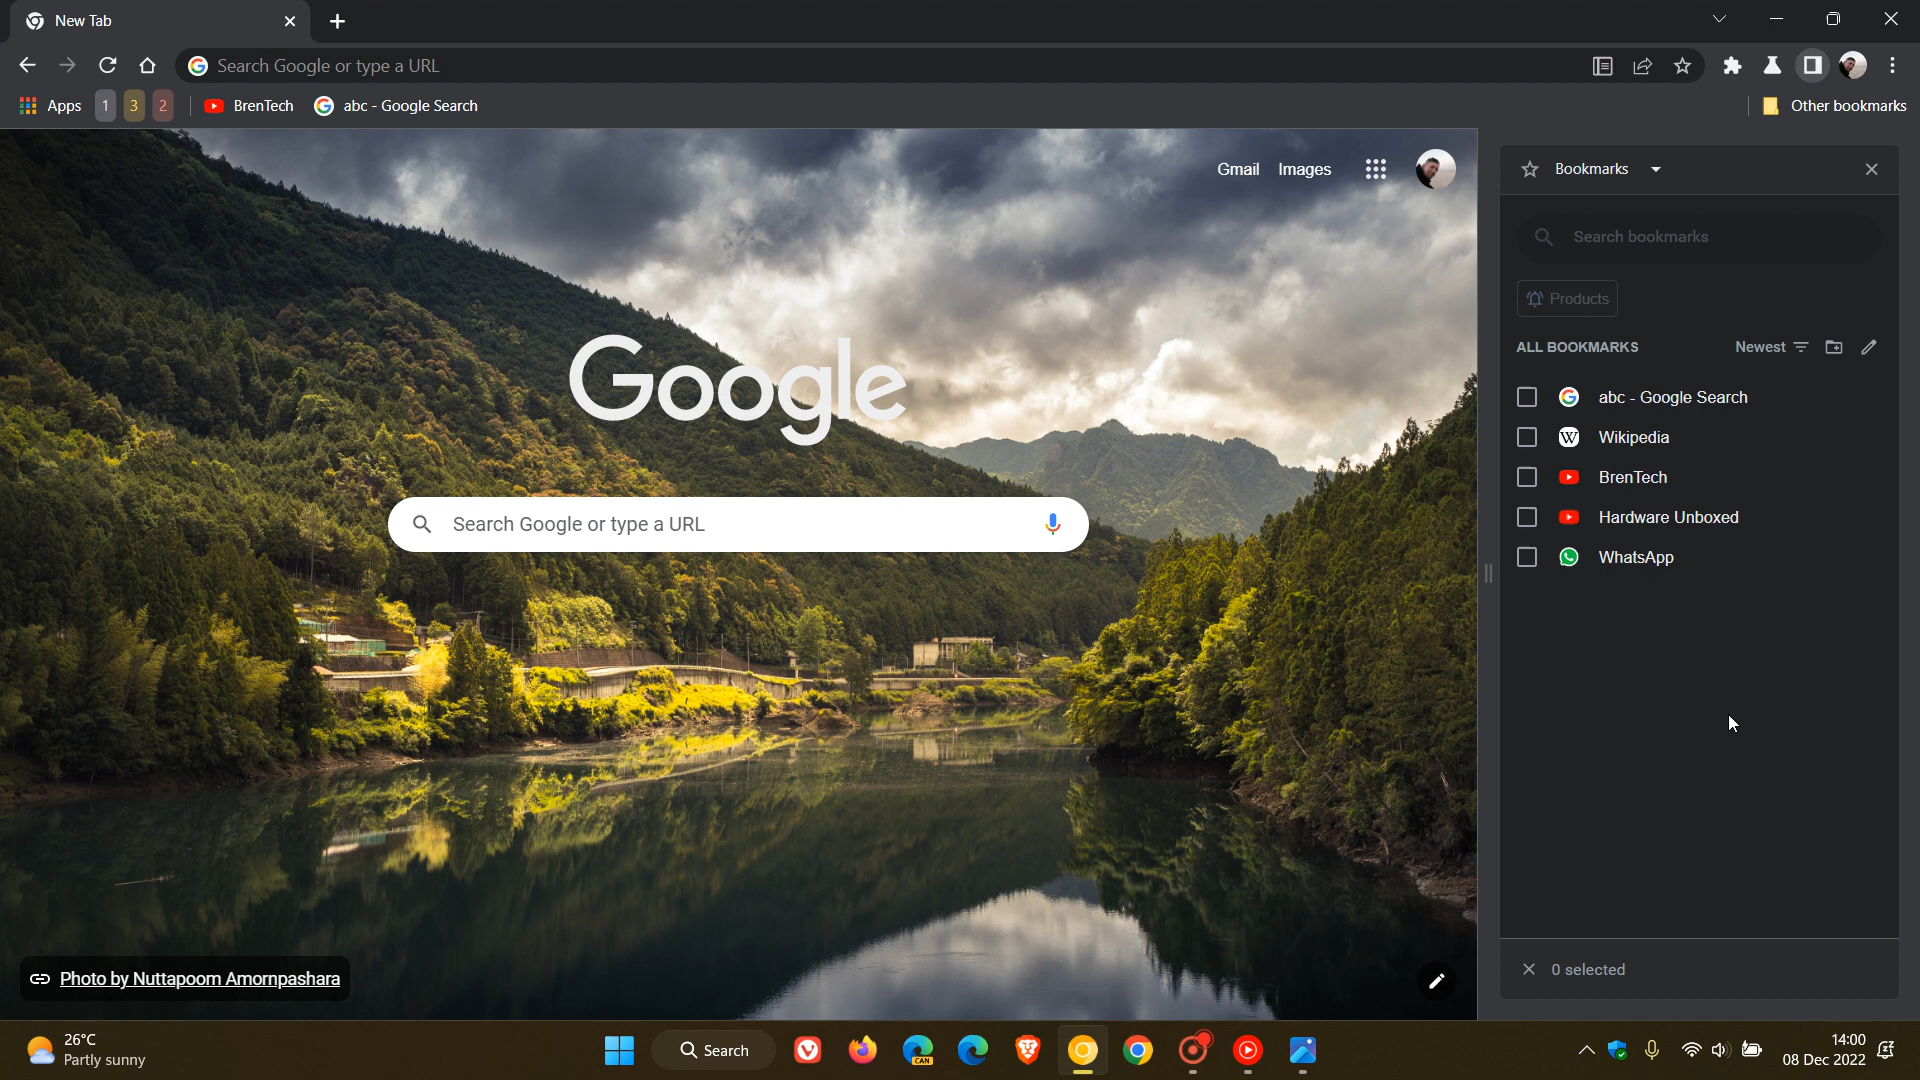 New Tab
Search Google or type a URL
Apps 1 3 2 BrenTech abc - Google Search Other bookmarks
Gmail Images
Google
Search Google or type a URL
Photo by Nuttapoom Amornpashara
Bookmarks
Search bookmarks
Products
ALL BOOKMARKS Newest
abc - Google Search
Wikipedia
BrenTech
Hardware Unboxed
WhatsApp
0 selected
26°C
Partly sunny
Search
CAN
14:00
08 Dec 2022